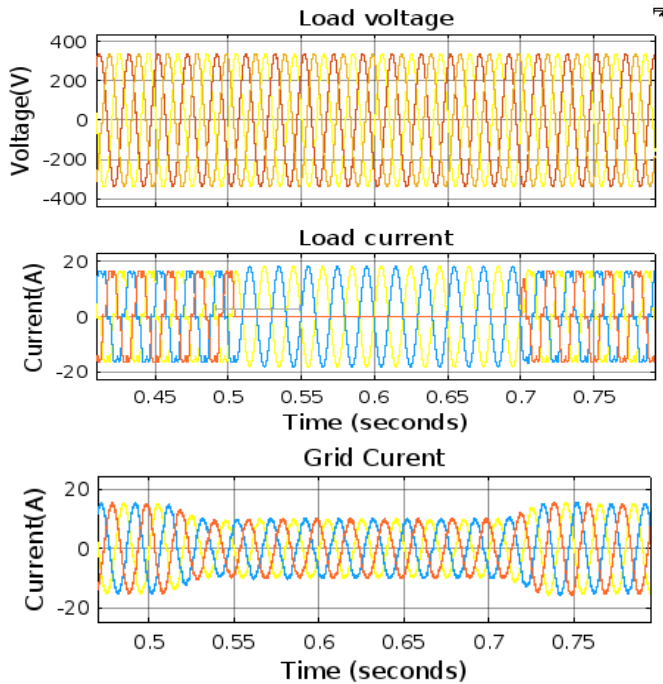 Load voltage
Voltage(V)
400
200
0
-200
-400
Load current
Current(A)
20
0
-20
0.45 0.5 0.55 0.6 0.65 0.7 0.75
Time (seconds)
Grid Curent
Current(A)
20
0
-20
0.5 0.55 0.6 0.65 0.7 0.75
Time (seconds)